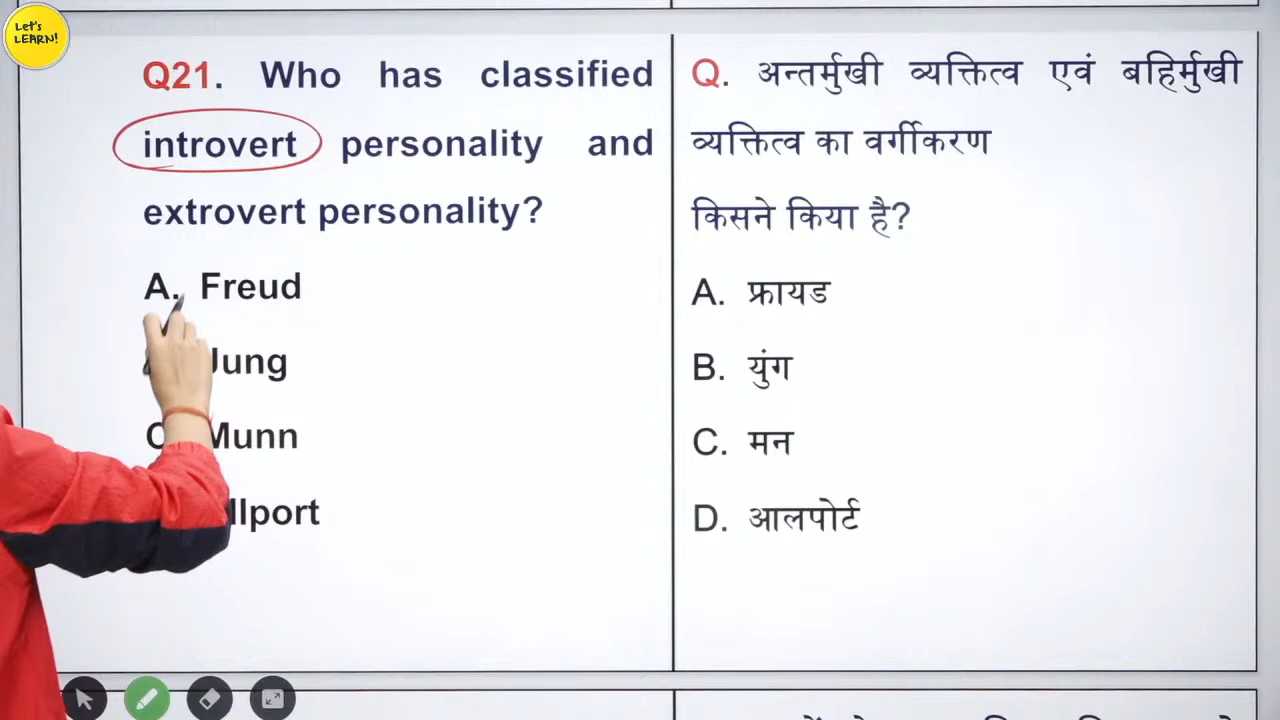 Let's
LEARN!
Q21. Who has classified
introvert personality and
extrovert personality?
A. Freud
Jung
Munn
llport
Q. अन्तर्मुखी व्यक्तित्व एवं बहिर्मुखी
व्यक्तित्व का वर्गीकरण
किसने किया है?
A. फ्रायड
B. युंग
C. मन
D. आलपोर्ट